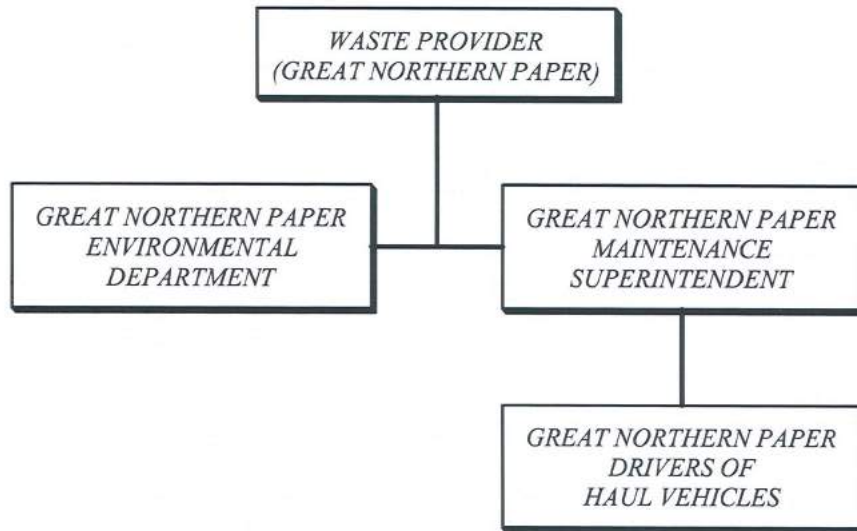 WASTE PROVIDER
(GREAT NORTHERN PAPER)
GREAT NORTHERN PAPER
ENVIRONMENTAL
DEPARTMENT
GREAT NORTHERN PAPER
MAINTENANCE
SUPERINTENDENT
GREAT NORTHERN PAPER
DRIVERS OF
HAUL VEHICLES